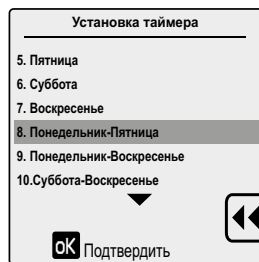 Установка таймера
5. Пятница
6. Суббота
7. Воскресенье
8. Понедельник-Пятница
9. Понедельник-Воскресенье
10.Суббота-Воскресенье
OK Подтвердить